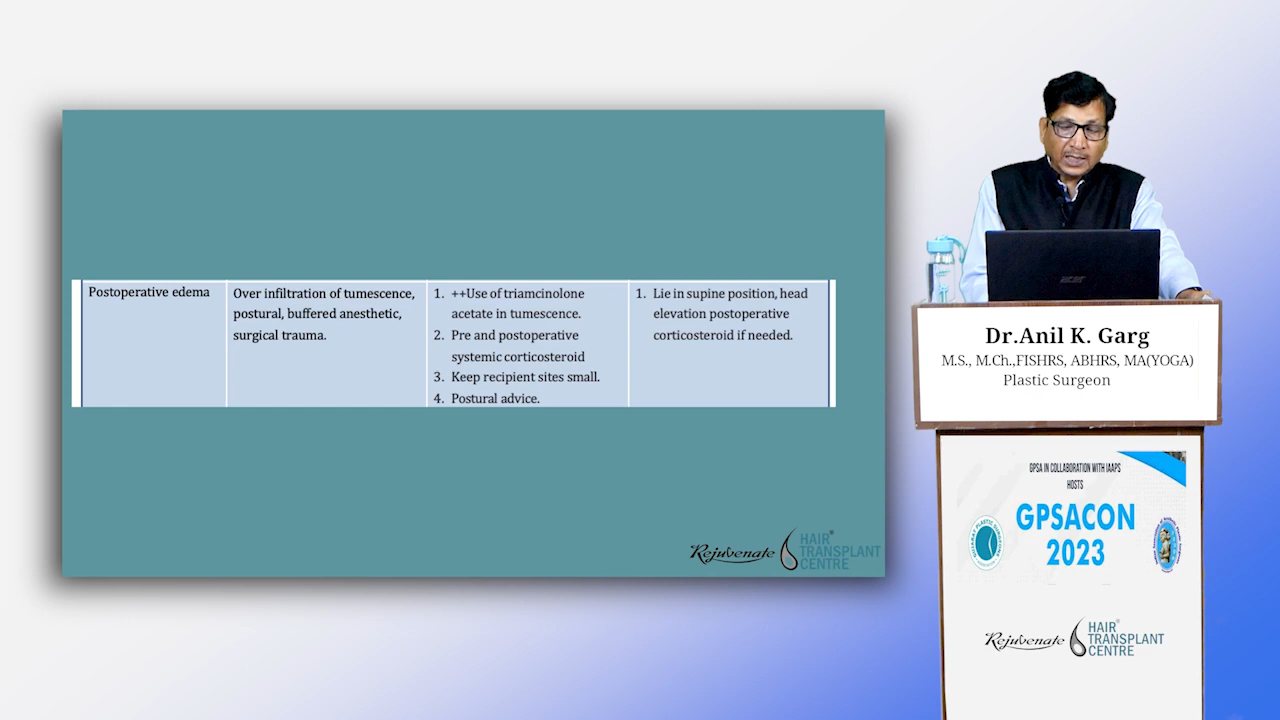 Postoperative edema
Over infiltration of tumescence,
postural, buffered anesthetic,
surgical trauma.
1. ++Use of triamcinolone
acetate in tumescence.
2. Pre and postoperative
systemic corticosteroid
3. Keep recipient sites small.
4. Postural advice.
1. Lie in supine position, head
elevation postoperative
corticosteroid if needed.
Rejuvenate
HAIR
TRANSPLANT
CENTRE
Dr.Anil K. Garg
M.S., M.Ch.,FISHRS, ABHRS, MA(YOGA)
Plastic Surgeon
GPSA IN COLLABORATION WITH IAAPS
HOSTS
GPSACON
2023
Rejuvenate
HAIR
TRANSPLANT
CENTRE